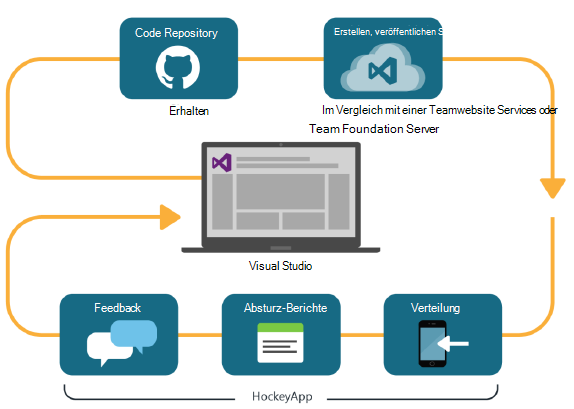 Code Repository
Erstellen, veröffentlichen S
Erhalten
Im Vergleich mit einer Teamwebsite Services oder
Team Foundation Server
Visual Studio
Feedback
Absturz-Berichte
Verteilung
HockeyApp